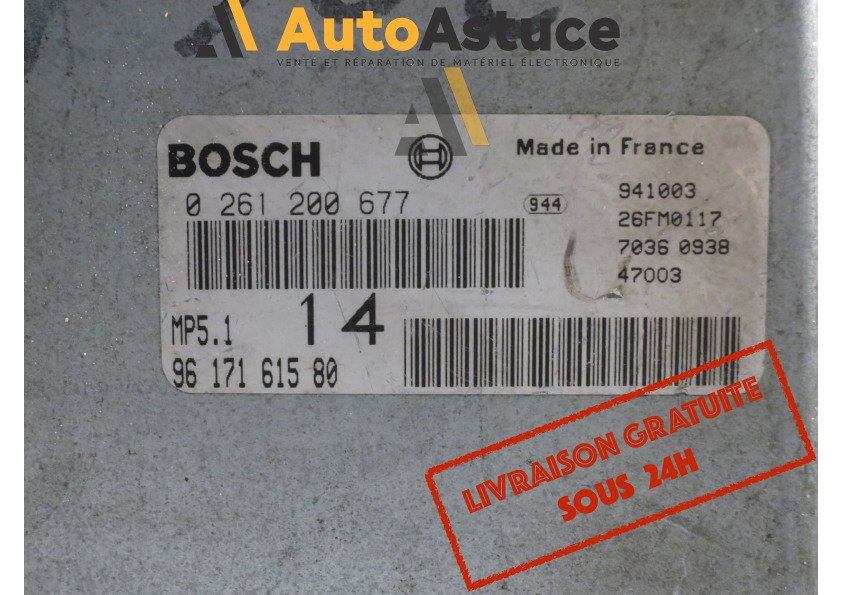 AutoAstuce
VENTE ET RÉPARATION DE MATÉRIEL ÉLECTRONIQUE
BOSCH
Made in France
0 261 200 677
944
941003
26FM0117
7036 0938
47003
MP5.1
14
96 171 615 80
LIVRAISON GRATUITE
SOUS 24H